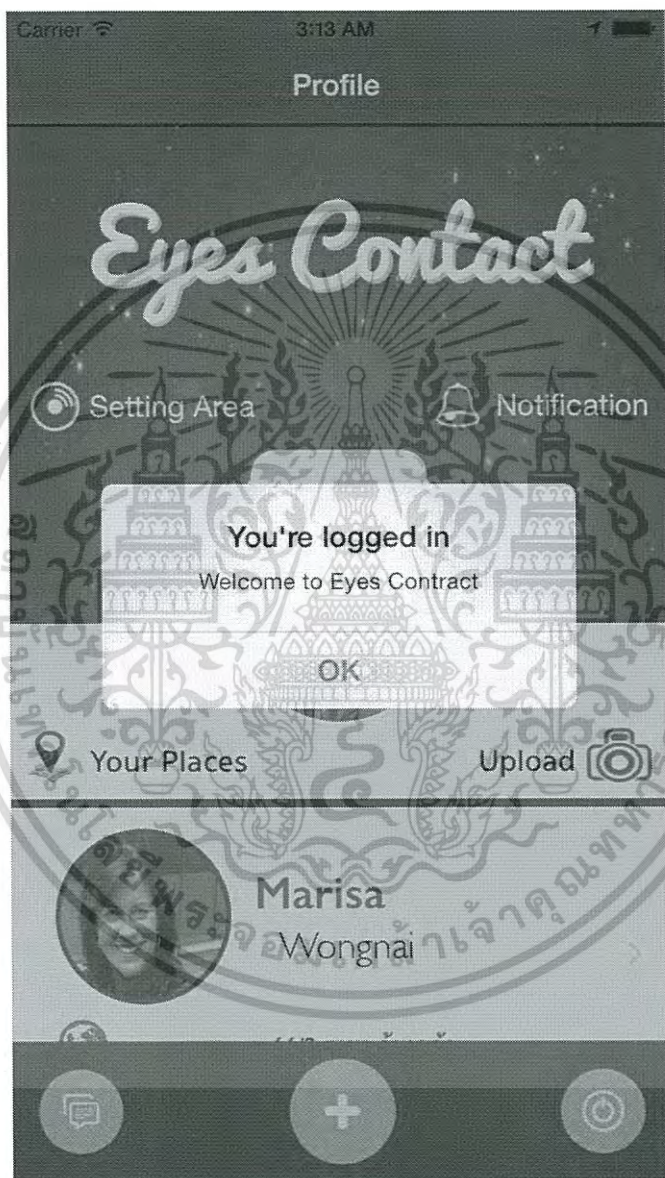 Carrier 3:13 AM
Profile
Eyes Contact
Setting Area Notification
You're logged in
Welcome to Eyes Contract
OK
Your Places Upload
Marisa
Wongnai